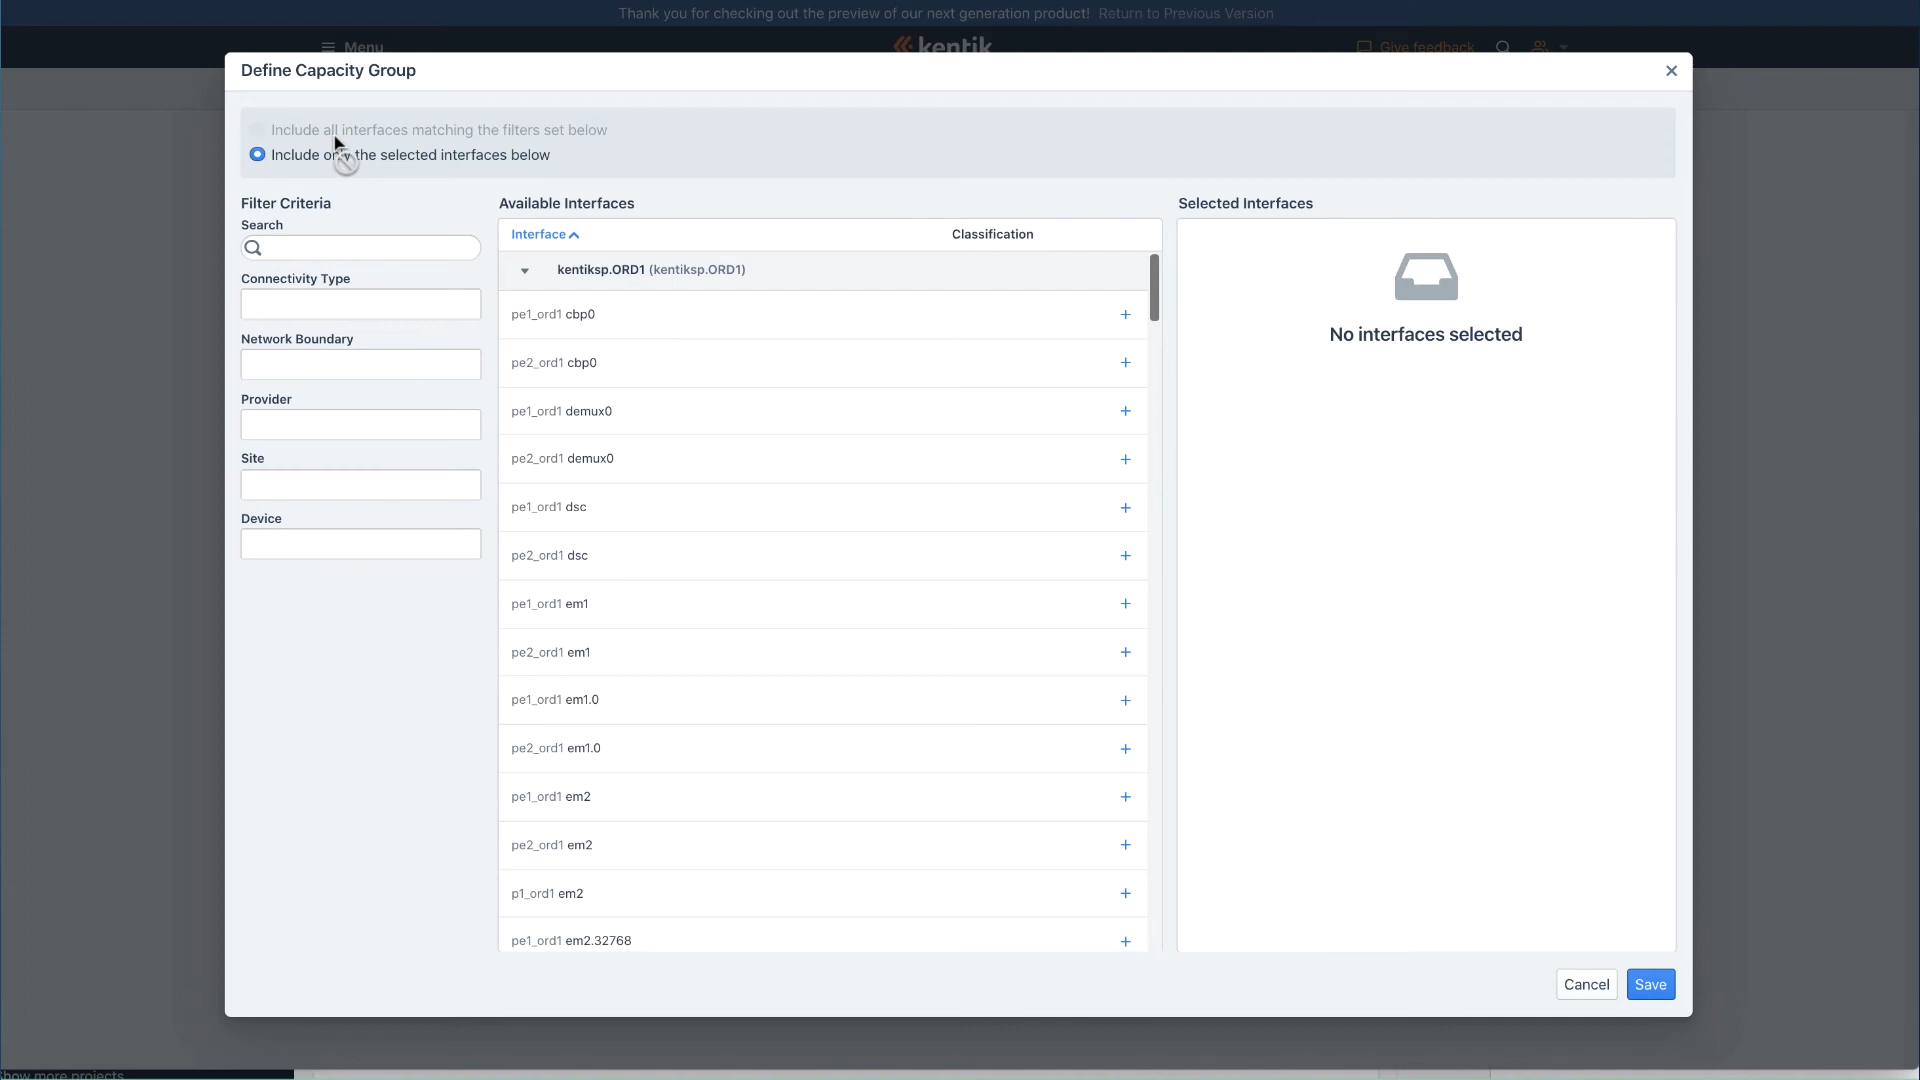 Thank you for checking out the preview of our next generation product! Return to Previous Version
Menu
kentik
Give feedback
Define Capacity Group
Include all interfaces matching the filters set below
Include only the selected interfaces below
Filter Criteria
Search
Connectivity Type
Network Boundary
Provider
Site
Device
Available Interfaces
Interface
Classification
kentiksp.ORD1 (kentiksp.ORD1)
pe1_ord1 cbp0
pe2_ord1 cbp0
pe1_ord1 demux0
pe2_ord1 demux0
pe1_ord1 dsc
pe2_ord1 dsc
pe1_ord1 em1
pe2_ord1 em1
pe1_ord1 em1.0
pe2_ord1 em1.0
pe1_ord1 em2
pe2_ord1 em2
p1_ord1 em2
pe1_ord1 em2.32768
Selected Interfaces
No interfaces selected
Cancel
Save
Show more projects